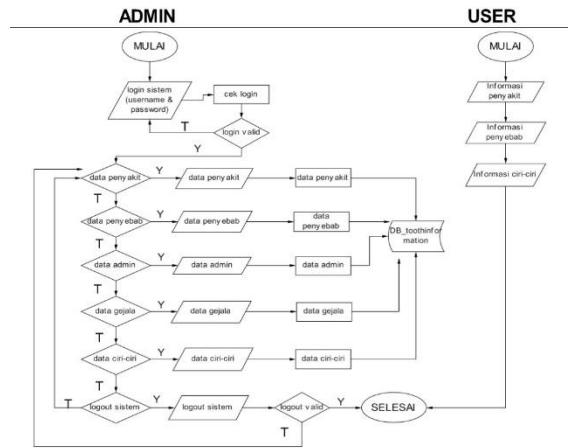 ADMIN
USER
MULAI
MULAI
login sistem
(username &
password)
cek login
T
login valid
Y
Informasi
penyakit
Informasi
penyebab
Informasi ciri-ciri
data penyakit
Y
data penyakit
data penyakit
T
data penyebab
Y
data penyebab
data
penyebab
DB_toothinfor
mation
T
data admin
Y
data admin
data admin
T
data gejala
Y
data gejala
data gejala
T
data ciri-ciri
Y
data ciri-ciri
data ciri-ciri
T
T
logout sistem
Y
logout sistem
logout valid
Y
SELESAI
T